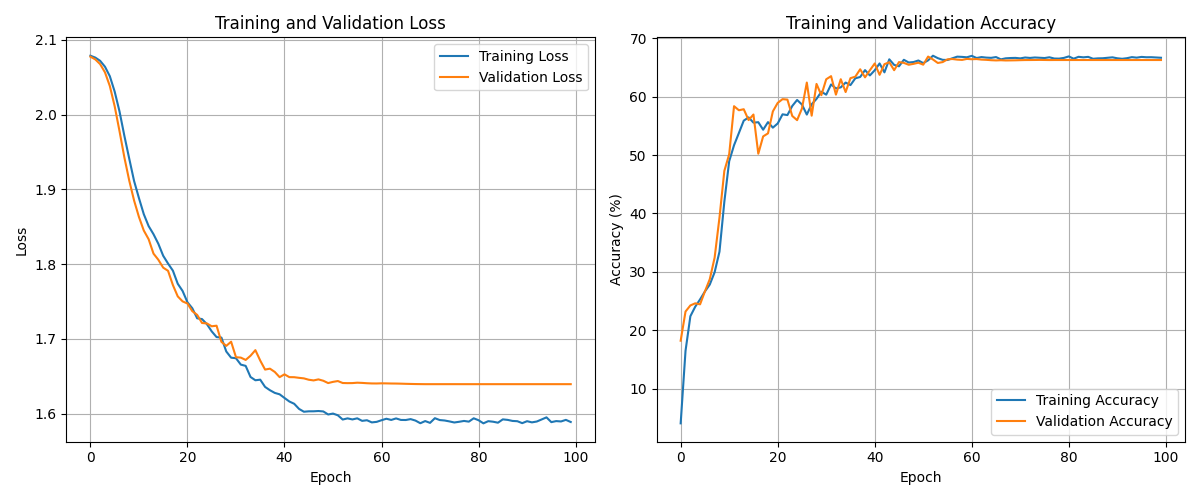 Training and Validation Loss
2.1
2.0
1.9
1.8
1.7
1.6
Loss
0
20
40
60
80
100
Epoch
Training Loss
Validation Loss
Training and Validation Accuracy
70
60
50
40
30
20
10
Accuracy (%)
0
20
40
60
80
100
Epoch
Training Accuracy
Validation Accuracy